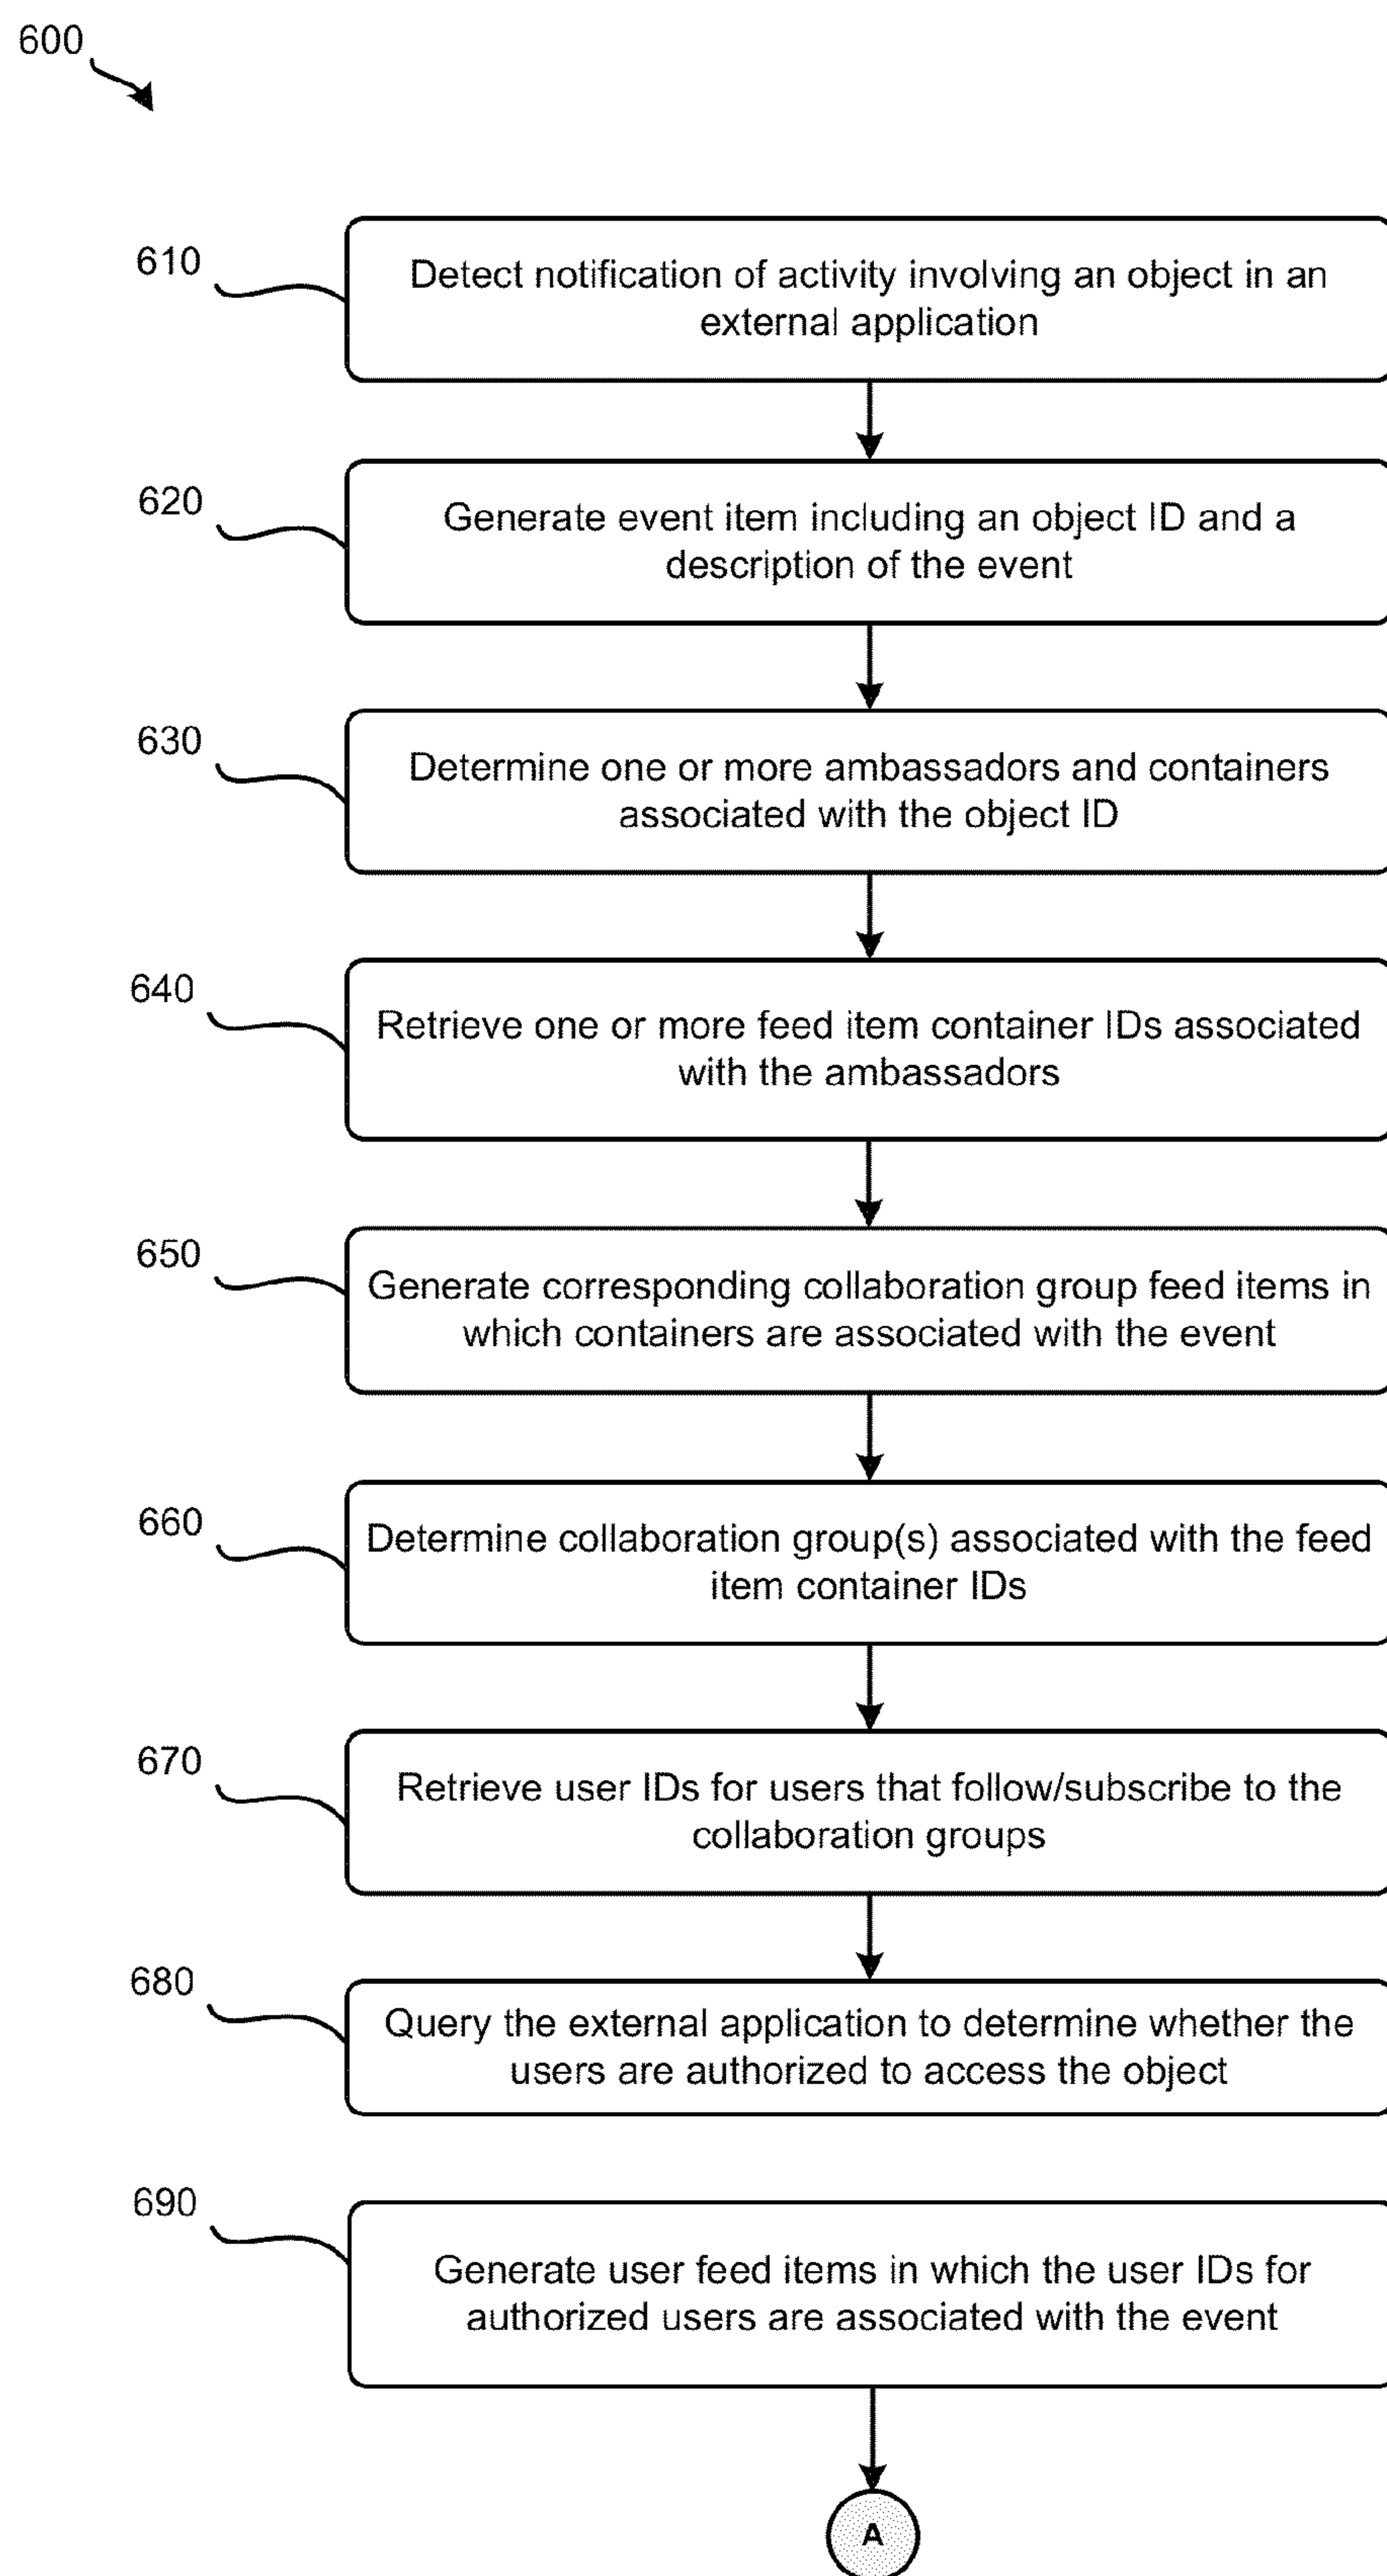 600
610
Detect notification of activity involving an object in an
external application
620
Generate event item including an object ID and a
description of the event
630
Determine one or more ambassadors and containers
associated with the object ID
640
Retrieve one or more feed item container IDs associated
with the ambassadors
650
Generate corresponding collaboration group feed items in
which containers are associated with the event
660
Determine collaboration group(s) associated with the feed
item container IDs
670
Retrieve user IDs for users that follow/subscribe to the
collaboration groups
680
Query the external application to determine whether the
users are authorized to access the object
690
Generate user feed items in which the user IDs for
authorized users are associated with the event
A